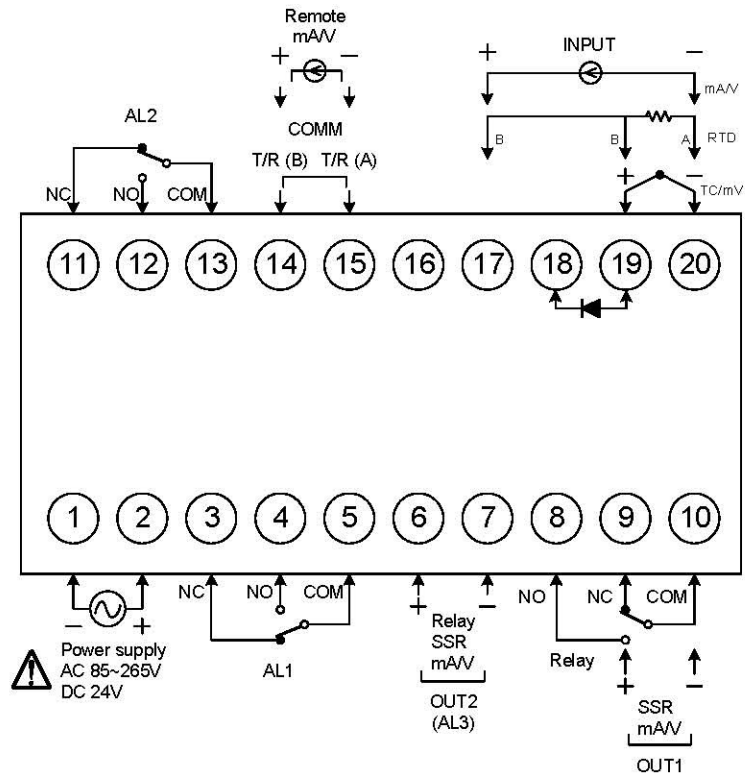 Remote
mA/V
+ −
COMM
T/R (B) T/R (A)
+ INPUT −
mA/V
B B A RTD
+ − TC/mV
AL2
NC NO COM
11 12 13 14 15 16 17 18 19 20
1 2 3 4 5 6 7 8 9 10
− +
Power supply
AC 85~265V
DC 24V
NC NO COM
AL1
+ −
Relay
SSR
mA/V
OUT2
(AL3)
NO NC COM
Relay
+ −
SSR
mA/V
OUT1